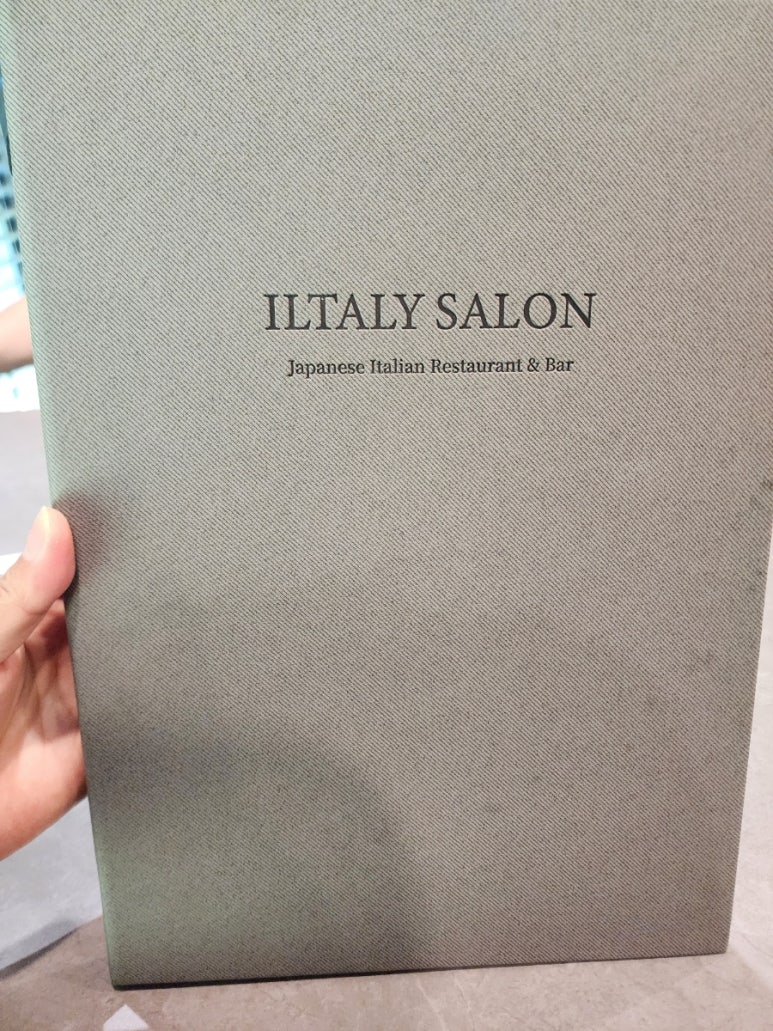 ILTALY SALON
Japanese Italian Restaurant & Bar